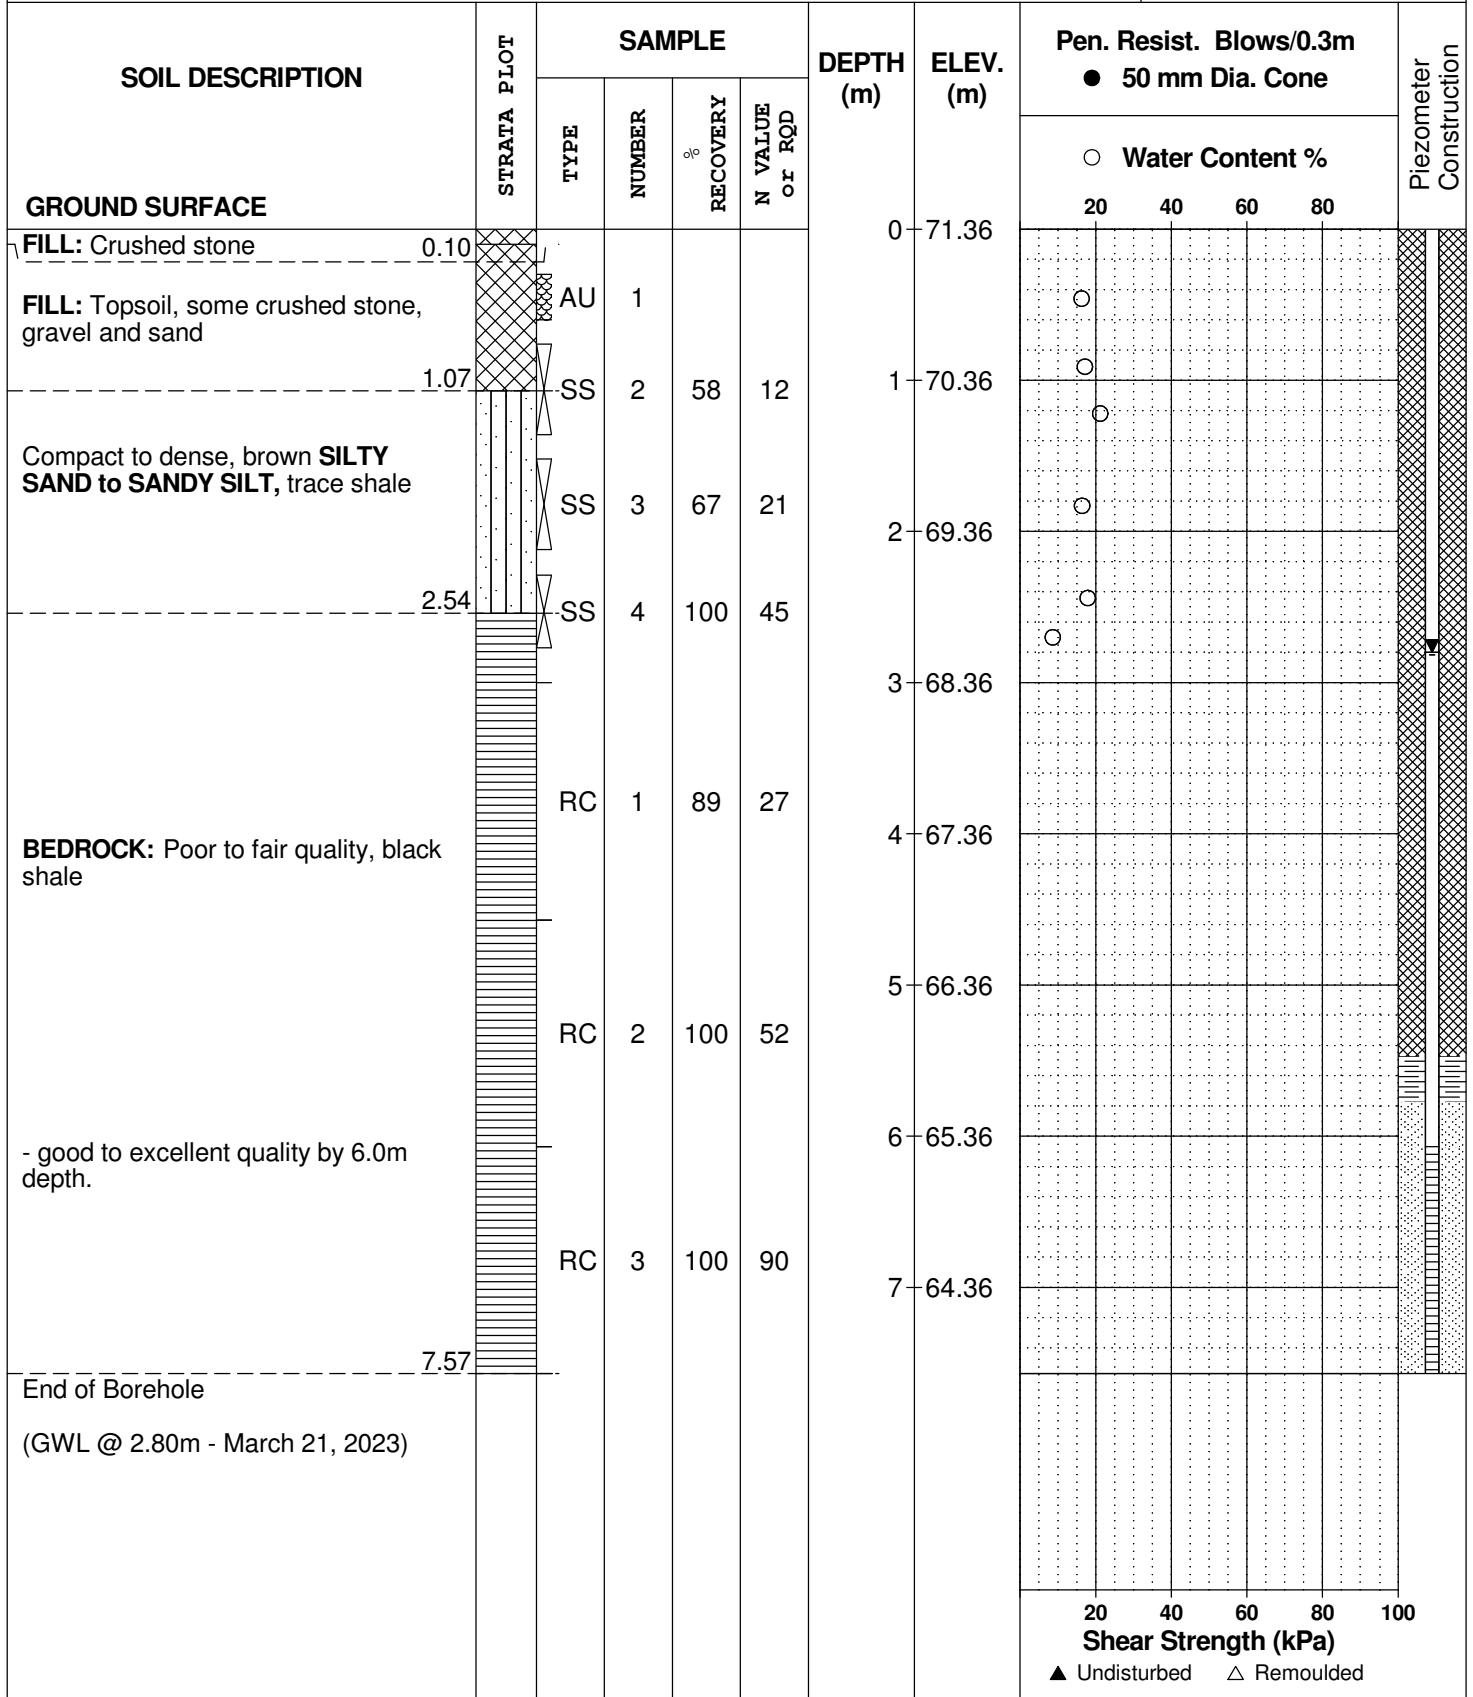 SOIL DESCRIPTION
GROUND SURFACE
STRATA PLOT
SAMPLE
TYPE
NUMBER
% RECOVERY
N VALUE or RQD
DEPTH (m)
ELEV. (m)
Pen. Resist. Blows/0.3m
● 50 mm Dia. Cone
○ Water Content %
20 40 60 80
Piezometer Construction
0 71.36
FILL: Crushed stone 0.10
FILL: Topsoil, some crushed stone,
gravel and sand
AU 1
1.07
SS 2 58 12
1 70.36
Compact to dense, brown SILTY
SAND to SANDY SILT, trace shale
SS 3 67 21
2 69.36
2.54
SS 4 100 45
3 68.36
RC 1 89 27
4 67.36
BEDROCK: Poor to fair quality, black
shale
5 66.36
RC 2 100 52
6 65.36
- good to excellent quality by 6.0m
depth.
RC 3 100 90
7 64.36
7.57
End of Borehole
(GWL @ 2.80m - March 21, 2023)
20 40 60 80 100
Shear Strength (kPa)
▲ Undisturbed △ Remoulded